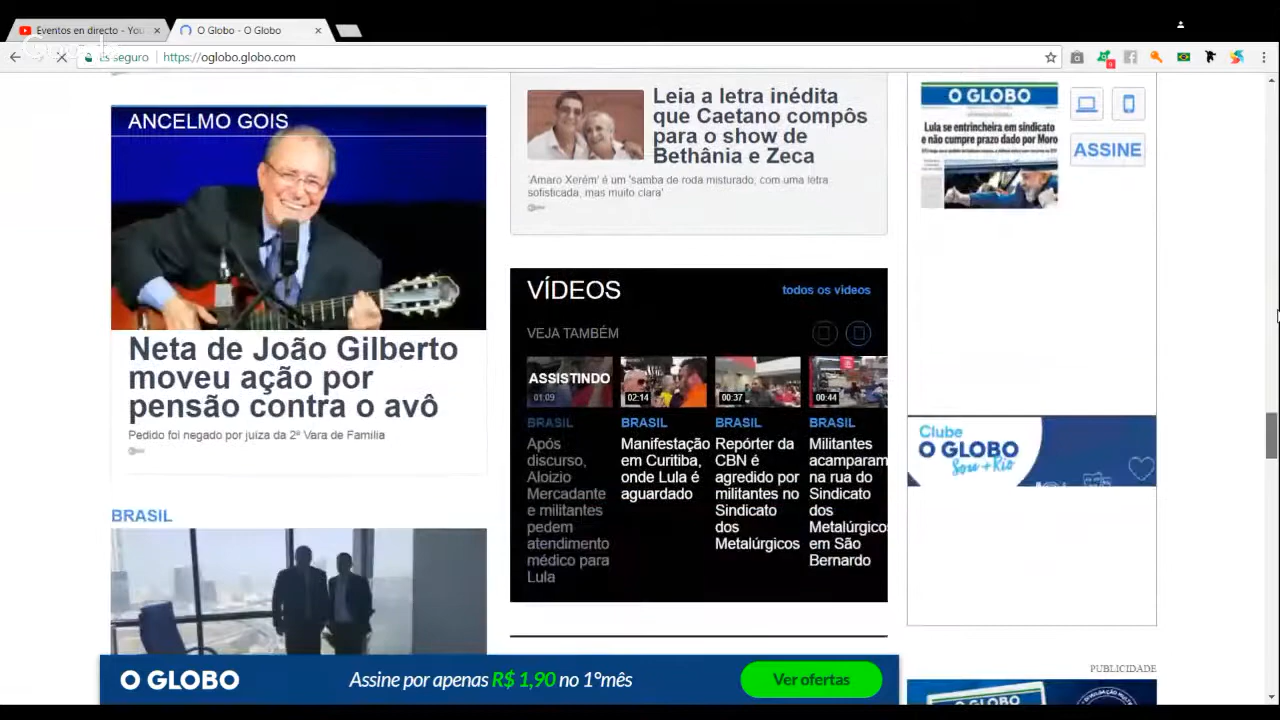 Eventos en directo - You
O Globo - O Globo
Es seguro
https://oglobo.globo.com
ANCELMO GOIS
Neta de João Gilberto
moveu ação por
pensão contra o avô
Pedido foi negado por juiza da 2ª Vara de Família
BRASIL
Leia a letra inédita
que Caetano compôs
para o show de
Bethânia e Zeca
'Amaro Xerém' é um 'samba de roda misturado, com uma letra
sofisticada, mas muito clara'
VÍDEOS
todos os vídeos
VEJA TAMBÉM
ASSISTINDO
01:09
BRASIL
Após
discurso,
Aloizio
Mercadante
e militantes
pedem
atendimento
médico para
Lula
02:14
BRASIL
Manifestação
em Curitiba,
onde Lula é
aguardado
00:37
BRASIL
Repórter da
CBN é
agredido por
militantes no
Sindicato
dos
Metalúrgicos
00:44
BRASIL
Militantes
acamparam
na rua do
Sindicato
dos
Metalúrgicos
em São
Bernardo
O GLOBO
Lula se entrincheira em sindicato
e não cumpre prazo dado por Moro
ASSINE
Clube
O GLOBO
Sou + Rio
PUBLICIDADE
O GLOBO
O GLOBO
Assine por apenas R$ 1,90 no 1ºmês
Ver ofertas